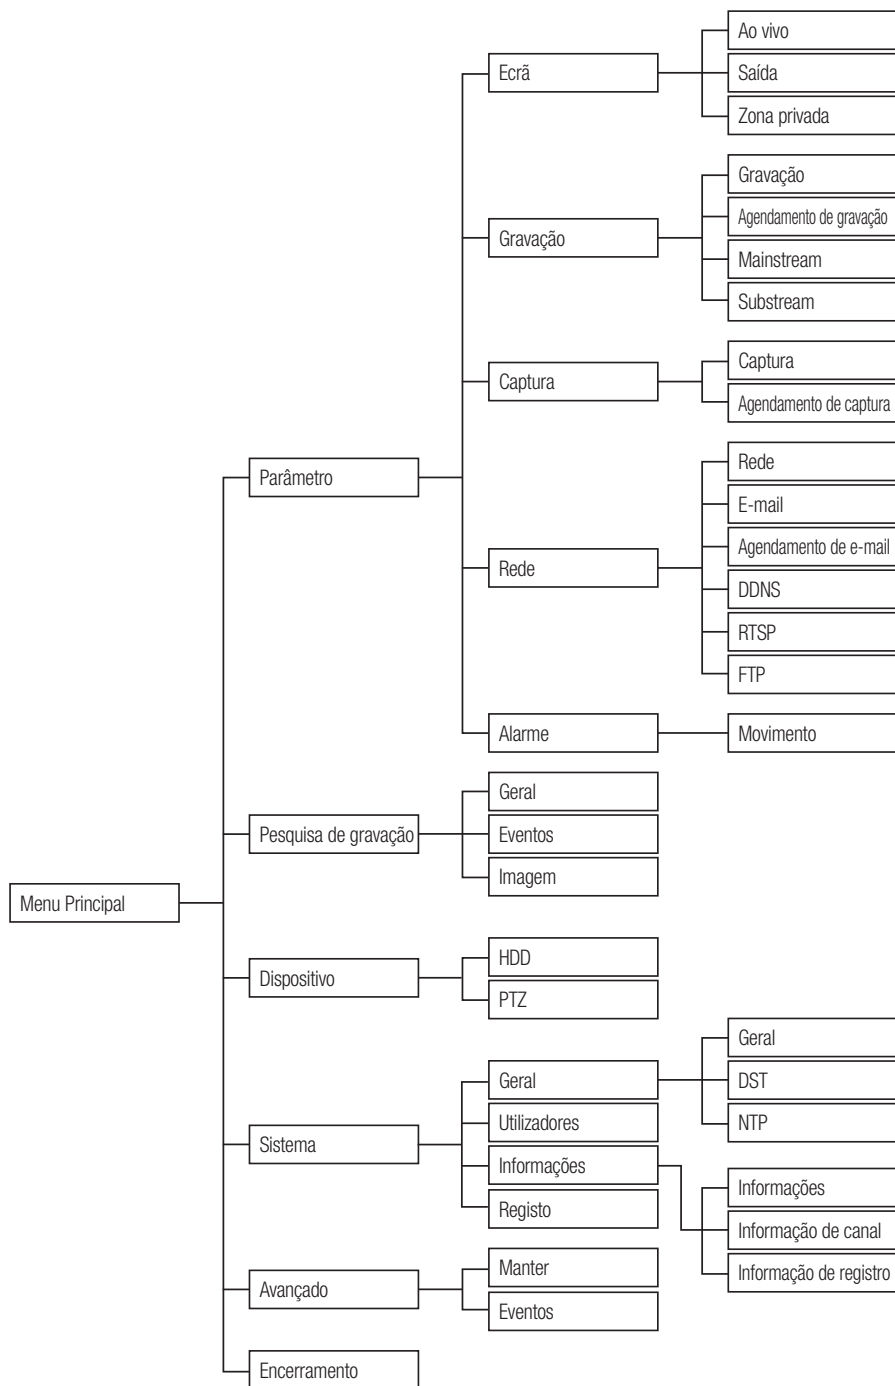 Menu Principal
Parâmetro
Ecrã
Ao vivo
Saída
Zona privada
Gravação
Gravação
Agendamento de gravação
Mainstream
Substream
Captura
Captura
Agendamento de captura
Rede
Rede
E-mail
Agendamento de e-mail
DDNS
RTSP
FTP
Alarme
Movimento
Pesquisa de gravação
Geral
Eventos
Imagem
Dispositivo
HDD
PTZ
Sistema
Geral
Geral
DST
NTP
Utilizadores
Informações
Informações
Informação de canal
Informação de registro
Registo
Avançado
Manter
Eventos
Encerramento